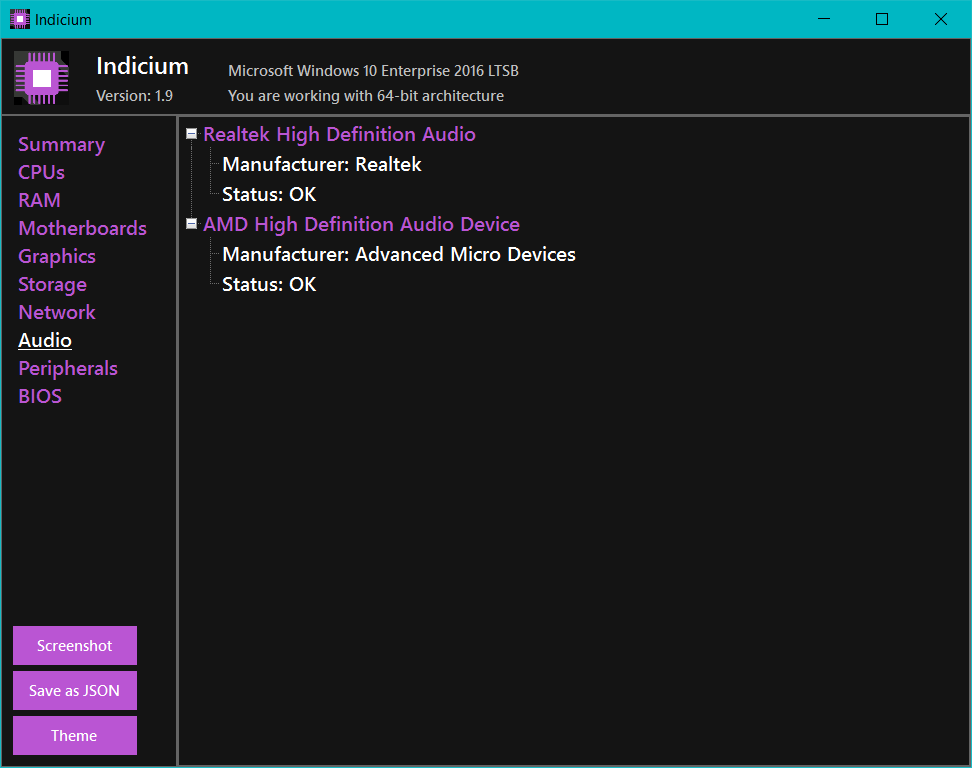 Indicium
Indicium
Version: 1.9
Microsoft Windows 10 Enterprise 2016 LTSB
You are working with 64-bit architecture
Summary
CPUs
RAM
Motherboards
Graphics
Storage
Network
Audio
Peripherals
BIOS
Realtek High Definition Audio
Manufacturer: Realtek
Status: OK
AMD High Definition Audio Device
Manufacturer: Advanced Micro Devices
Status: OK
Screenshot
Save as JSON
Theme